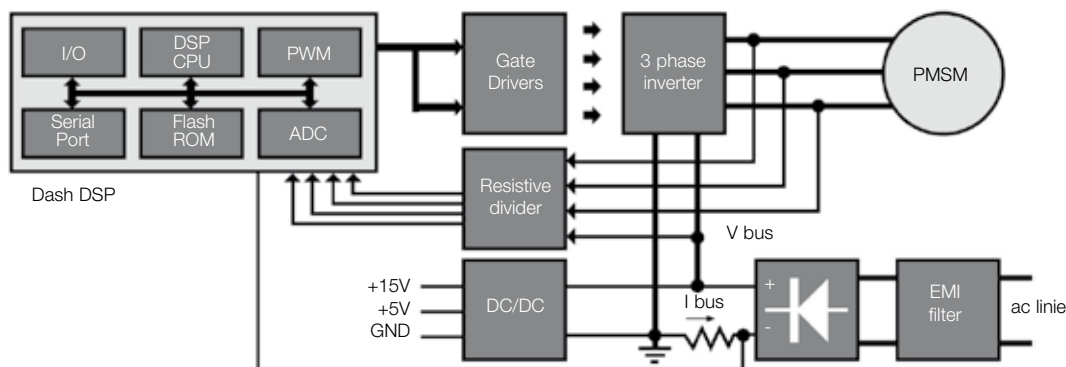 I/O
DSP
CPU
PWM
Serial
Port
Flash
ROM
ADC
Dash DSP
Gate
Drivers
3 phase
inverter
PMSM
Resistive
divider
V bus
+15V
+5V
GND
DC/DC
I bus
+
-
EMI
filter
ac linie